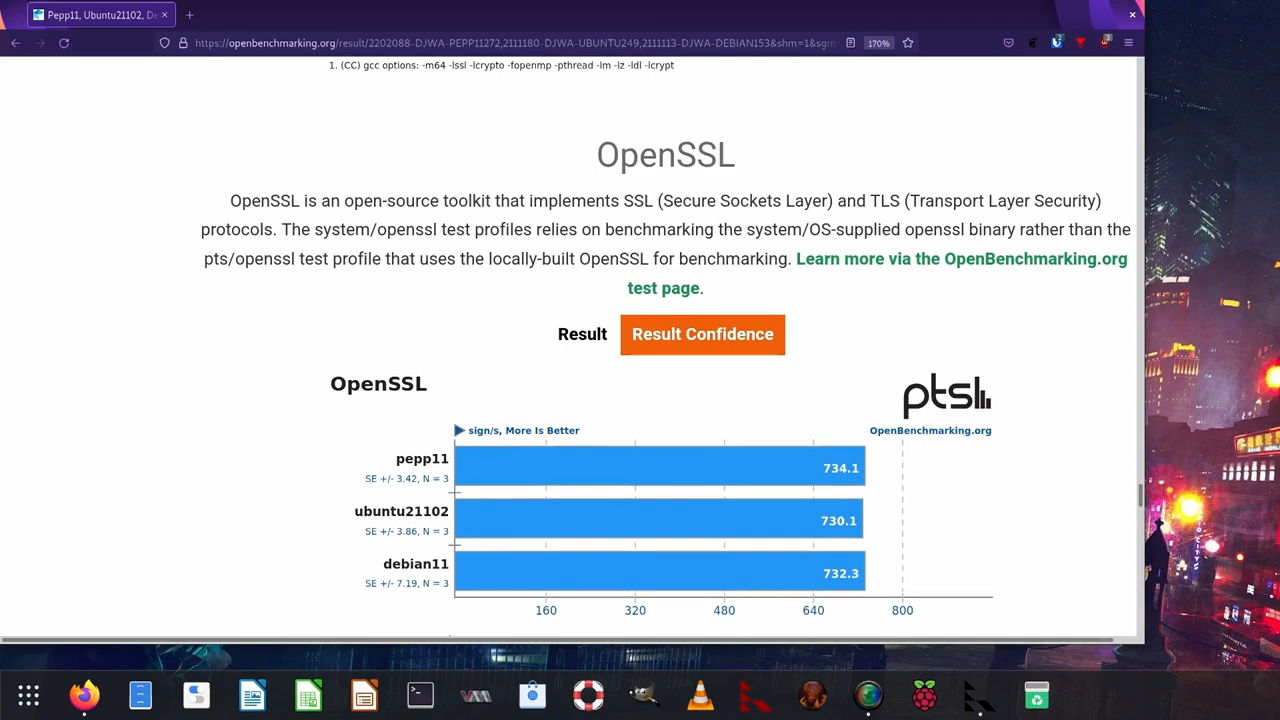 Pepp11, Ubuntu21102, De
https://openbenchmarking.org/result/2202088-DJWA-PEPP11272,2111180-DJWA-UBUNTU249,2111113-DJWA-DEBIAN153&shm=1&sgm
170%
1. (CC) gcc options: -m64 -lssl -lcrypto -fopenmp -pthread -lm -lz -ldl -lcrypt
OpenSSL
OpenSSL is an open-source toolkit that implements SSL (Secure Sockets Layer) and TLS (Transport Layer Security)
protocols. The system/openssl test profiles relies on benchmarking the system/OS-supplied openssl binary rather than the
pts/openssl test profile that uses the locally-built OpenSSL for benchmarking. Learn more via the OpenBenchmarking.org
test page.
Result Result Confidence
OpenSSL
ptsl
sign/s, More Is Better OpenBenchmarking.org
pepp11
SE +/- 3.42, N = 3
734.1
ubuntu21102
SE +/- 3.86, N = 3
730.1
debian11
SE +/- 7.19, N = 3
732.3
160 320 480 640 800